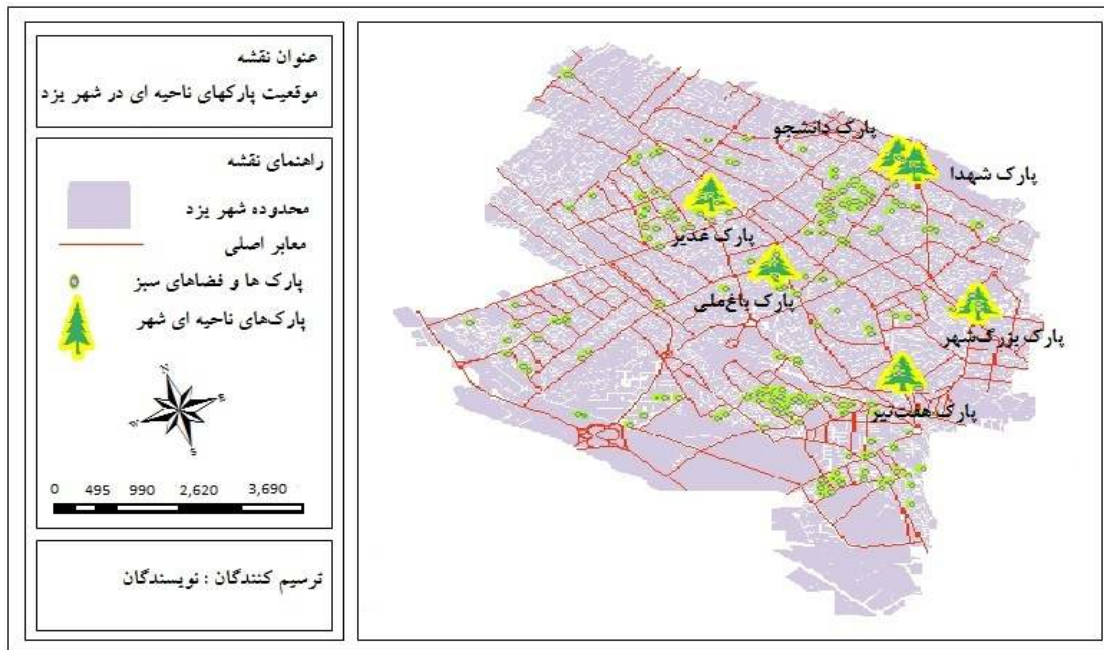 عنوان نقشه
موقعیت پارکهای ناحیه ای در شهر یزد
راهنمای نقشه
محدوده شهر یزد
معابر اصلی
پارک ها و فضاهای سبز
پارک‌های ناحیه ای شهر
N
E
W
S
0 495 990 2,620 3,690
ترسیم کنندگان : نویسندگان
پارک دانشجو
پارک شهدا
پارک غدیر
پارک باغ‌ملی
پارک بزرگ‌شهر
پارک هفت‌تیر